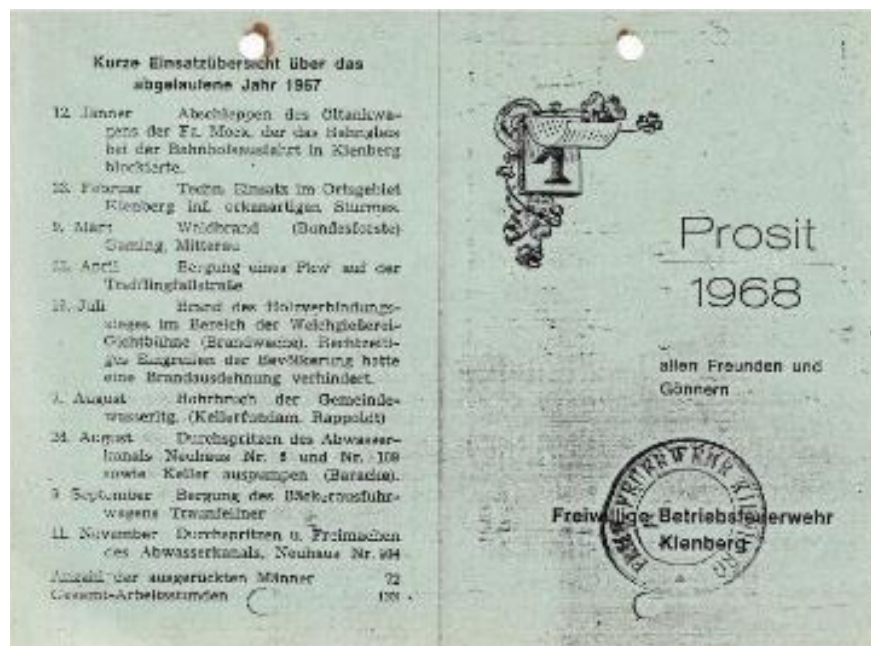 Kurze Einsatzübersicht über das
abgelaufene Jahr 1967
12. Jänner Abschleppen des Öltankwa-
gens der Fa. Mock, der das Bahngleis
bei der Bahnhofsausfahrt in Kienberg
blockierte.
Februar Techn. Einsatz im Ortsgebiet
Kienberg inf. orkanartigen Sturmes.
März Waldbrand (Bundesforste)
Gaming, Mitterau
April Bergung eines Pkw auf der
Trefflingfallstraße
Juli Brand des Holzverbindungs-
steges im Bereich der Weichgießerei-
Gichtbühne (Brandwache). Rechtzeiti-
ges Eingreifen der Bevölkerung hatte
eine Brandausdehnung verhindert.
August Rohrbruch der Gemeinde-
wasserltg. (Kellerfundam. Rappoldt)
August Durchspritzen des Abwasser-
kanals Neuhaus Nr. und Nr.
sowie Keller auspumpen (Baracke).
September Bergung des Bäckerausfuhr-
wagens Traunfellner
11. November Durchspritzen u. Freimachen
des Abwasserkanals, Neuhaus Nr.
Anzahl der ausgerückten Männer 72
Gesamt-Arbeitsstunden
1
Prosit
1968
allen Freunden und
Gönnern
Freiwillige Betriebsfeuerwehr
Kienberg